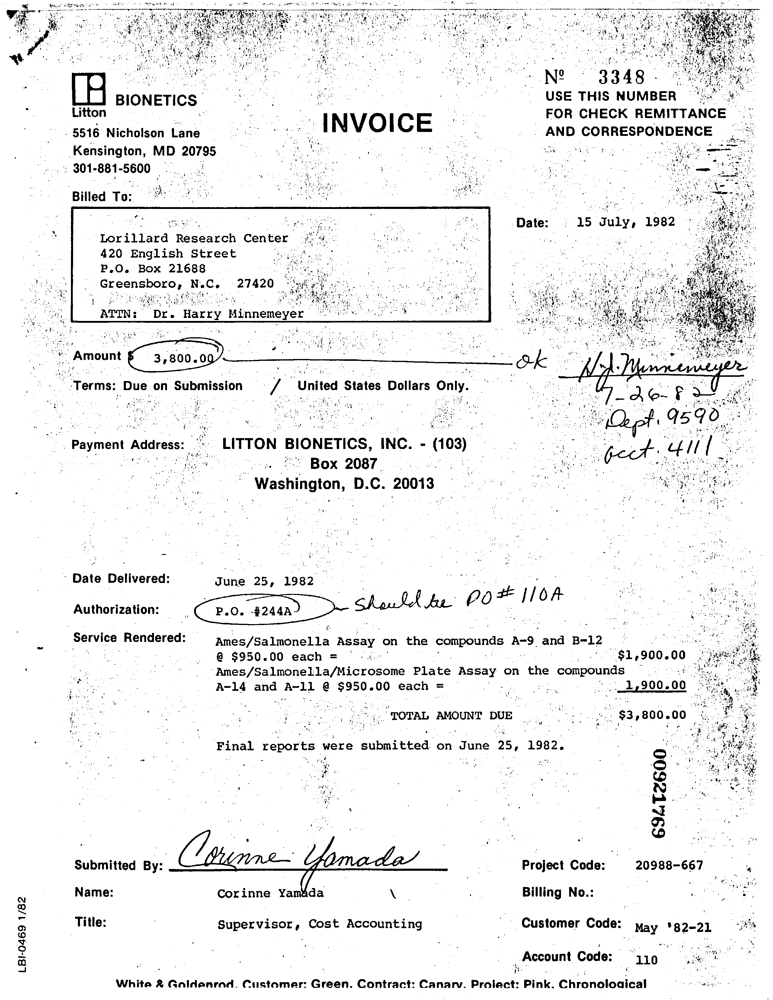 Nº 3348
BIONETICS
USE THIS NUMBER
Litton
INVOICE
FOR CHECK REMITTANCE
5516 Nicholson Lane
AND CORRESPONDENCE
Kensington, MD 20795
301-881-5600
Billed To:
Date: 15 July, 1982
Lorillard Research Center
420 English Street
P.O. Box 21688
Greensboro, N.C. 27420
ATTN: Dr. Harry Minnemeyer
Amount $ 3,800.00 ok H.J. Minnemeyer
Terms: Due on Submission / United States Dollars Only.
7-26-82
Dept. 9590
Payment Address: LITTON BIONETICS, INC. - (103)
acct. 4111
Box 2087
Washington, D.C. 20013
Date Delivered: June 25, 1982
Authorization: P.O. #244A Should be PO# 110A
Service Rendered: Ames/Salmonella Assay on the compounds A-9 and B-12
@ $950.00 each = $1,900.00
Ames/Salmonella/Microsome Plate Assay on the compounds
A-14 and A-11 @ $950.00 each = 1,900.00
TOTAL AMOUNT DUE $3,800.00
Final reports were submitted on June 25, 1982.
00921769
Submitted By: Corinne Yamada
Project Code: 20988-667
Name: Corinne Yamada
Billing No.:
Title: Supervisor, Cost Accounting
Customer Code: May '82-21
Account Code: 110
LBI-0469 1/82
White & Goldenrod, Customer; Green, Contract; Canary, Project; Pink, Chronological